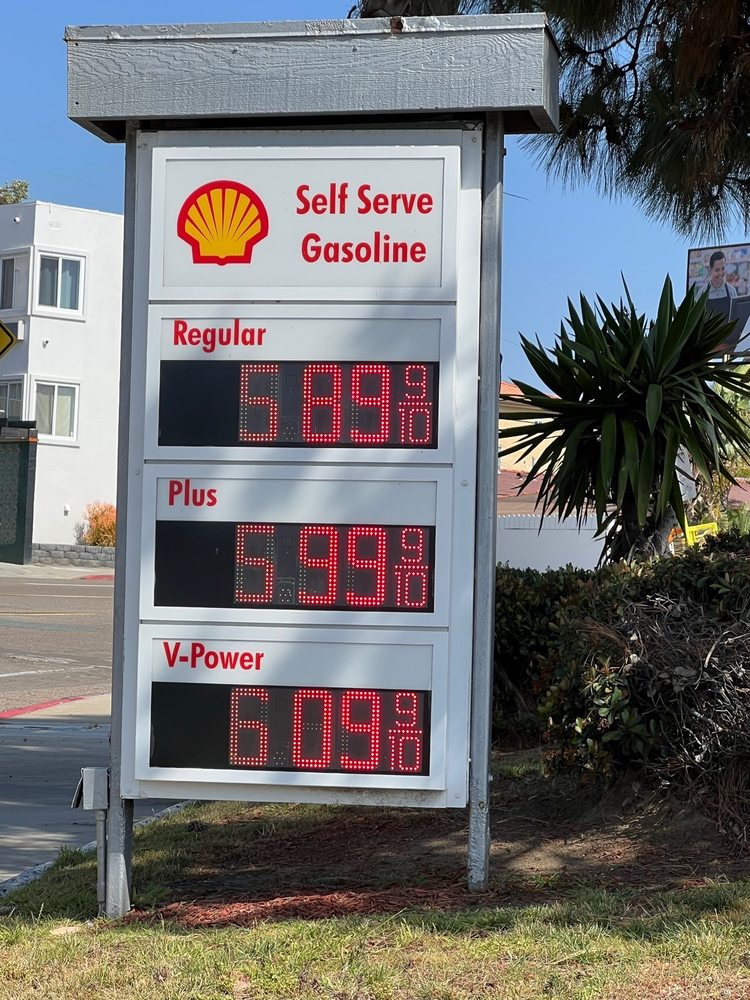 Self Serve
Gasoline
Regular
5.89 9/10
Plus
5.99 9/10
V-Power
6.09 9/10